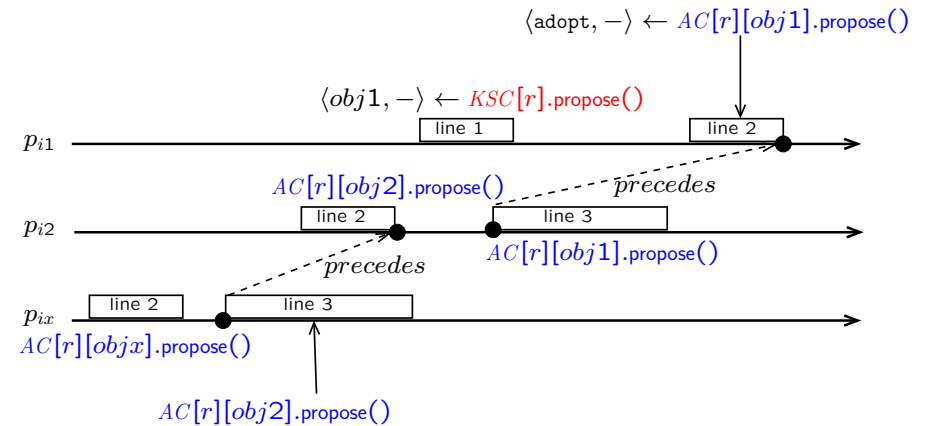 ⟨adopt, −⟩ ← AC[r][obj1].propose()
⟨obj1, −⟩ ← KSC[r].propose()
line 1
line 2
p_{i1}
precedes
AC[r][obj2].propose()
line 2
line 3
p_{i2}
AC[r][obj1].propose()
precedes
line 2
line 3
p_{ix}
AC[r][objx].propose()
AC[r][obj2].propose()